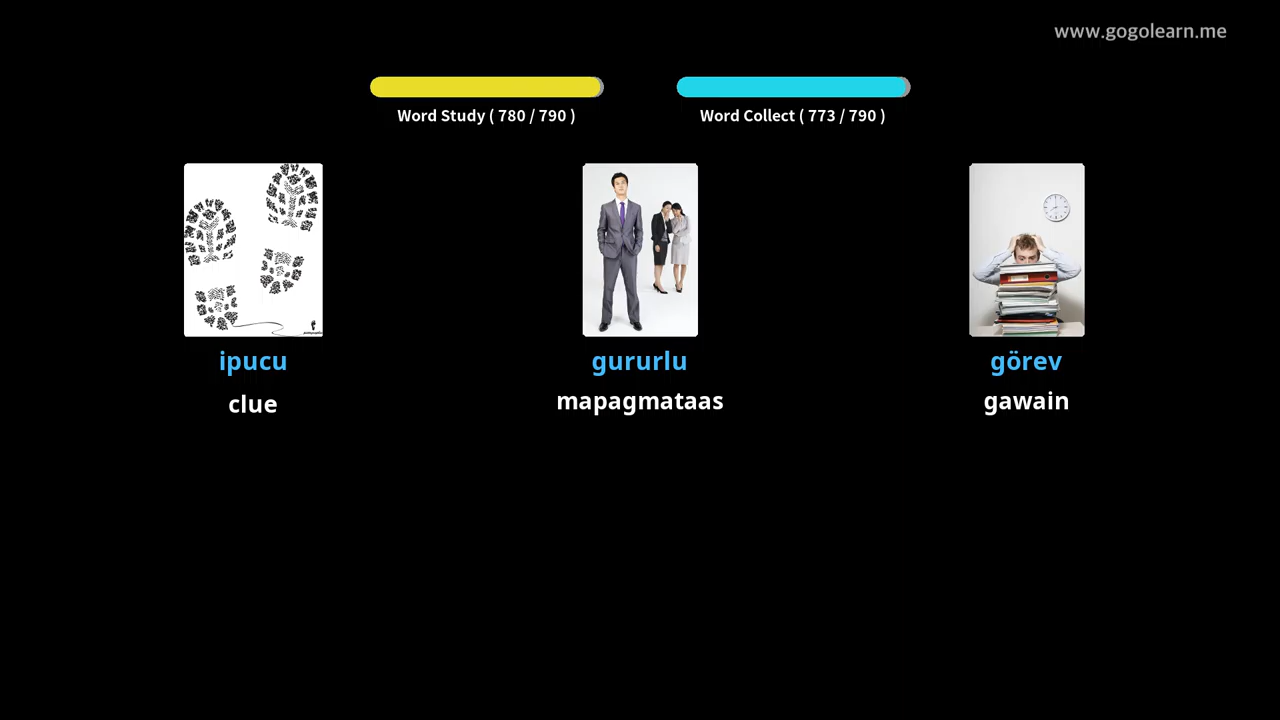 www.gogolearn.me
Word Study ( 780 / 790 )
Word Collect ( 773 / 790 )
ipucu
gururlu
görev
clue
mapagmataas
gawain